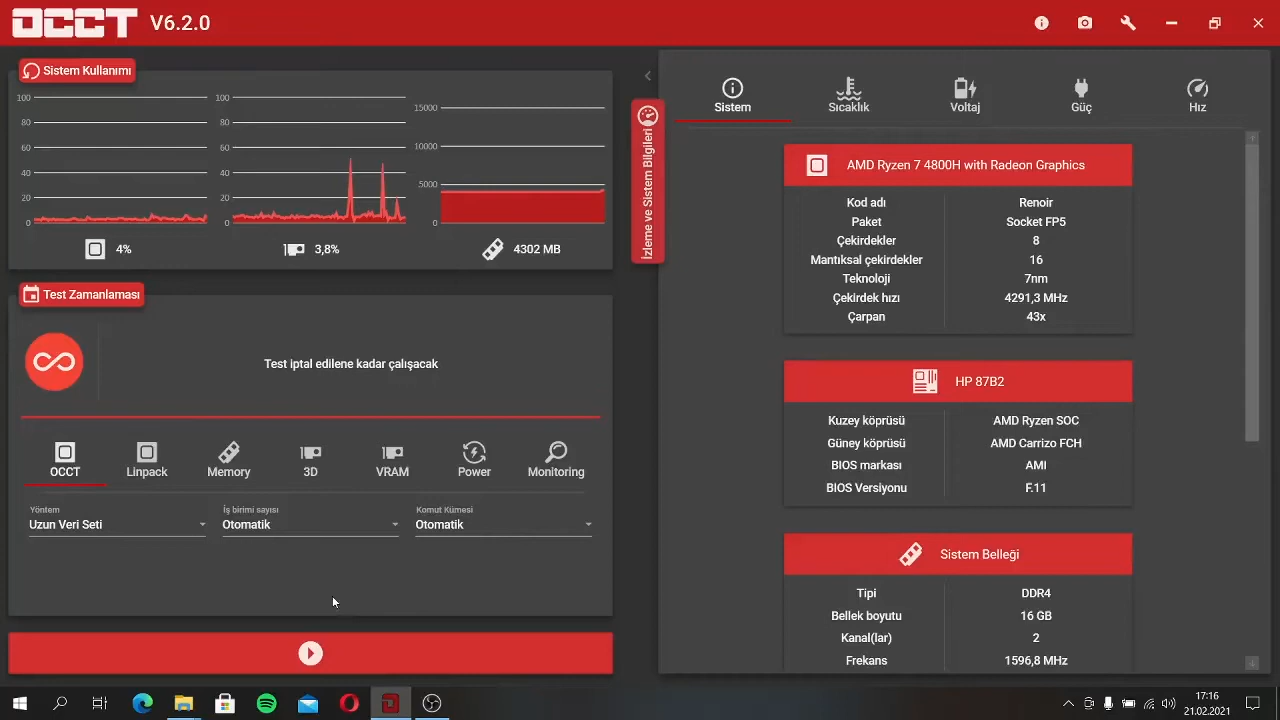 OCCT V6.2.0
Sistem Kullanımı
100
80
60
40
20
0
100
80
60
40
20
0
15000
10000
5000
0
4%
3,8%
4302 MB
Test Zamanlaması
Test iptal edilene kadar çalışacak
OCCT
Linpack
Memory
3D
VRAM
Power
Monitoring
Yöntem
Uzun Veri Seti
İş birimi sayısı
Otomatik
Komut Kümesi
Otomatik
İzleme ve Sistem Bilgileri
Sistem
Sıcaklık
Voltaj
Güç
Hız
AMD Ryzen 7 4800H with Radeon Graphics
Kod adı Renoir
Paket Socket FP5
Çekirdekler 8
Mantıksal çekirdekler 16
Teknoloji 7nm
Çekirdek hızı 4291,3 MHz
Çarpan 43x
HP 87B2
Kuzey köprüsü AMD Ryzen SOC
Güney köprüsü AMD Carrizo FCH
BIOS markası AMI
BIOS Versiyonu F.11
Sistem Belleği
Tipi DDR4
Bellek boyutu 16 GB
Kanal(lar) 2
Frekans 1596,8 MHz
17:16
21.02.2021